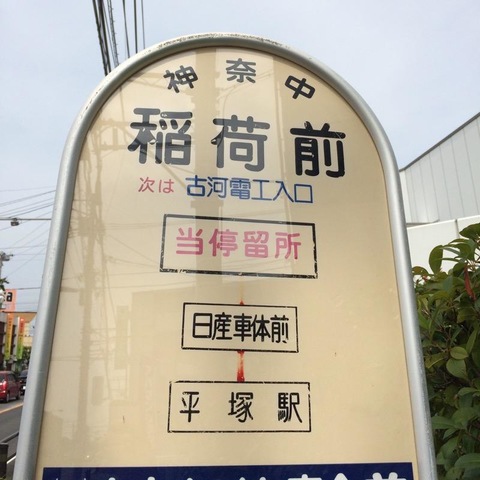 神奈中
稲荷前
次は 古河電工入口
当停留所
日産車体前
平塚駅